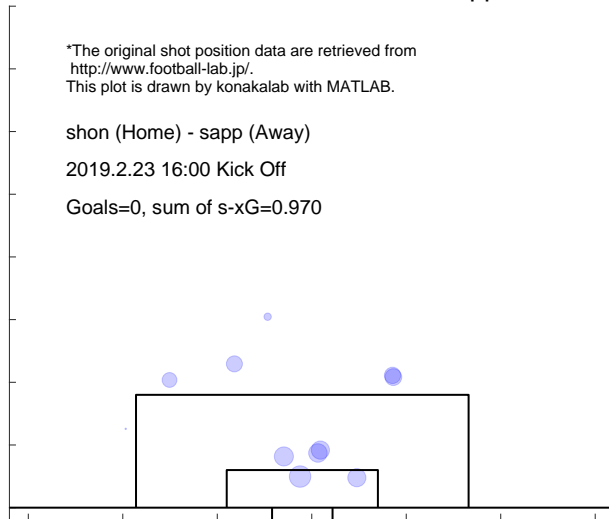 *The original shot position data are retrieved from
http://www.football-lab.jp/.
This plot is drawn by konakalab with MATLAB.
shon (Home) - sapp (Away)
2019.2.23 16:00 Kick Off
Goals=0, sum of s-xG=0.970